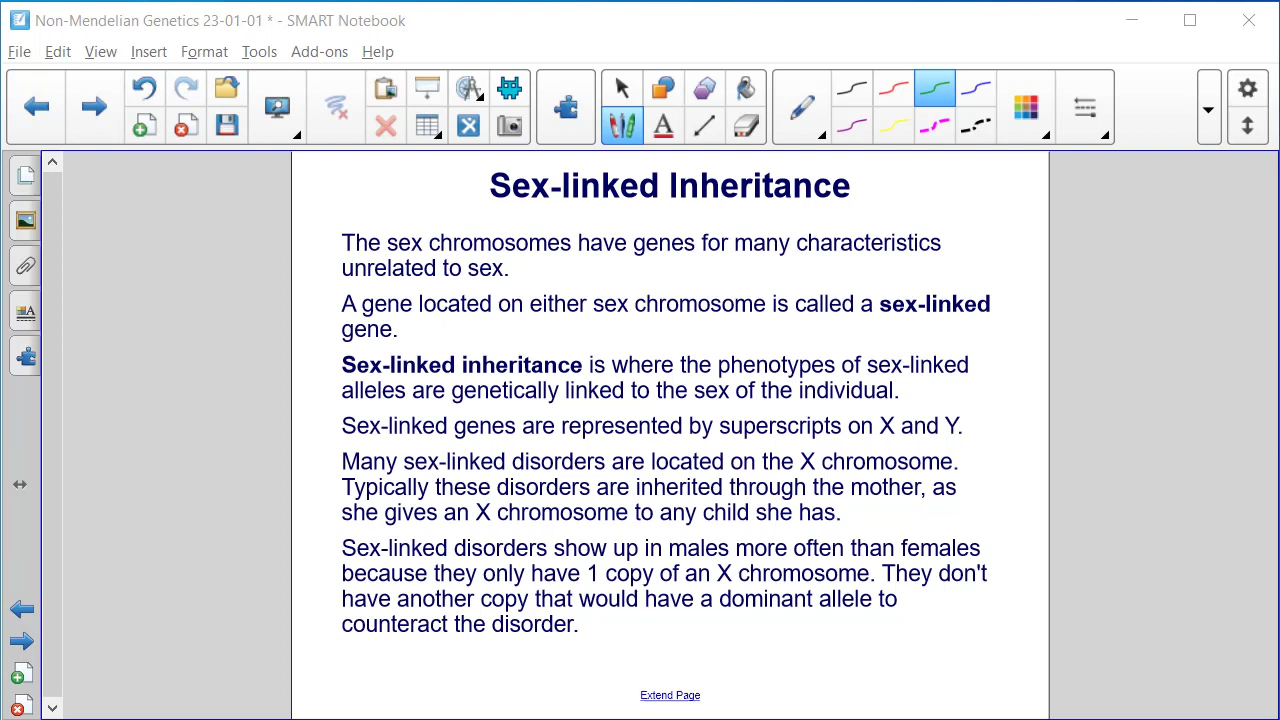 Non-Mendelian Genetics 23-01-01 * - SMART Notebook
File Edit View Insert Format Tools Add-ons Help
Sex-linked Inheritance
The sex chromosomes have genes for many characteristics
unrelated to sex.
A gene located on either sex chromosome is called a sex-linked
gene.
Sex-linked inheritance is where the phenotypes of sex-linked
alleles are genetically linked to the sex of the individual.
Sex-linked genes are represented by superscripts on X and Y.
Many sex-linked disorders are located on the X chromosome.
Typically these disorders are inherited through the mother, as
she gives an X chromosome to any child she has.
Sex-linked disorders show up in males more often than females
because they only have 1 copy of an X chromosome. They don't
have another copy that would have a dominant allele to
counteract the disorder.
Extend Page